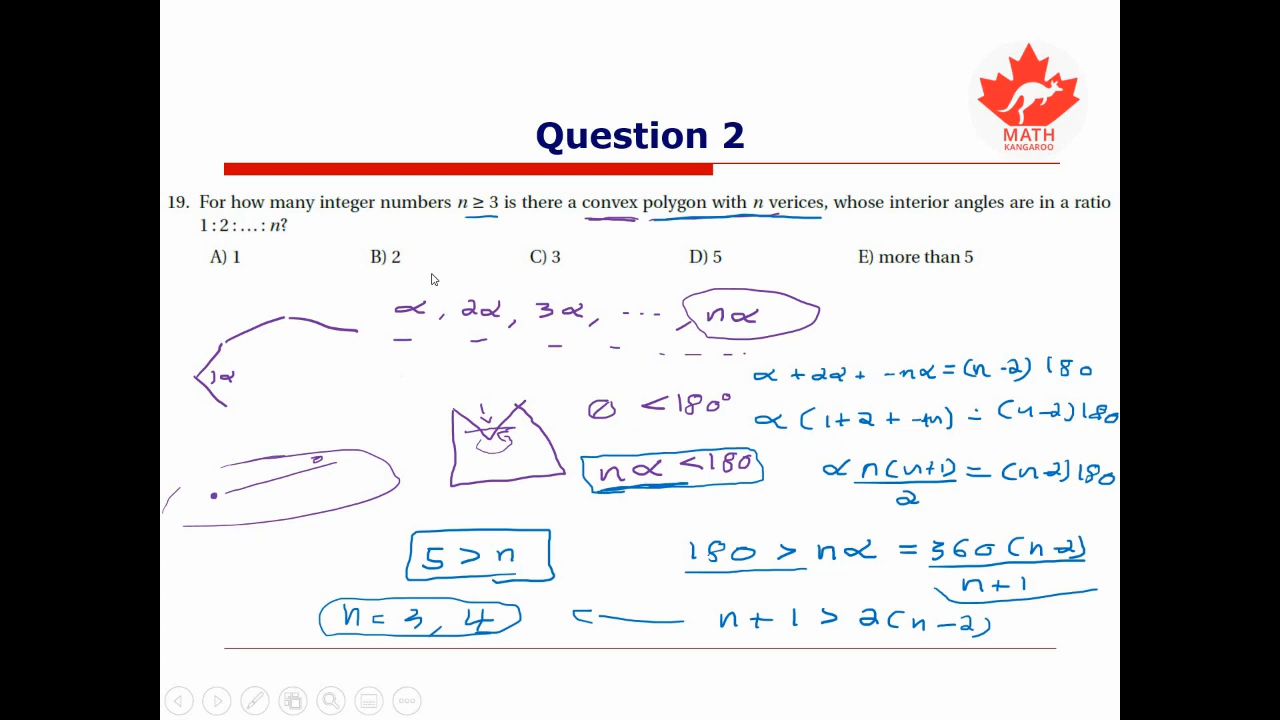 MATH
KANGAROO
Question 2
19. For how many integer numbers n ≥ 3 is there a convex polygon with n verices, whose interior angles are in a ratio
1 : 2 : … : n?
A) 1 B) 2 C) 3 D) 5 E) more than 5
α, 2α, 3α, ---, nα
)α
α + 2α + -nα = (n-2) 180
0 < 180°
α (1+2+ -+n) = (n-2) 180
nα < 180
α n(n+1)/2 = (n-2) 180
5 > n
180 > nα = 360(n-2)/n+1
n = 3, 4
n+1 > 2(n-2)